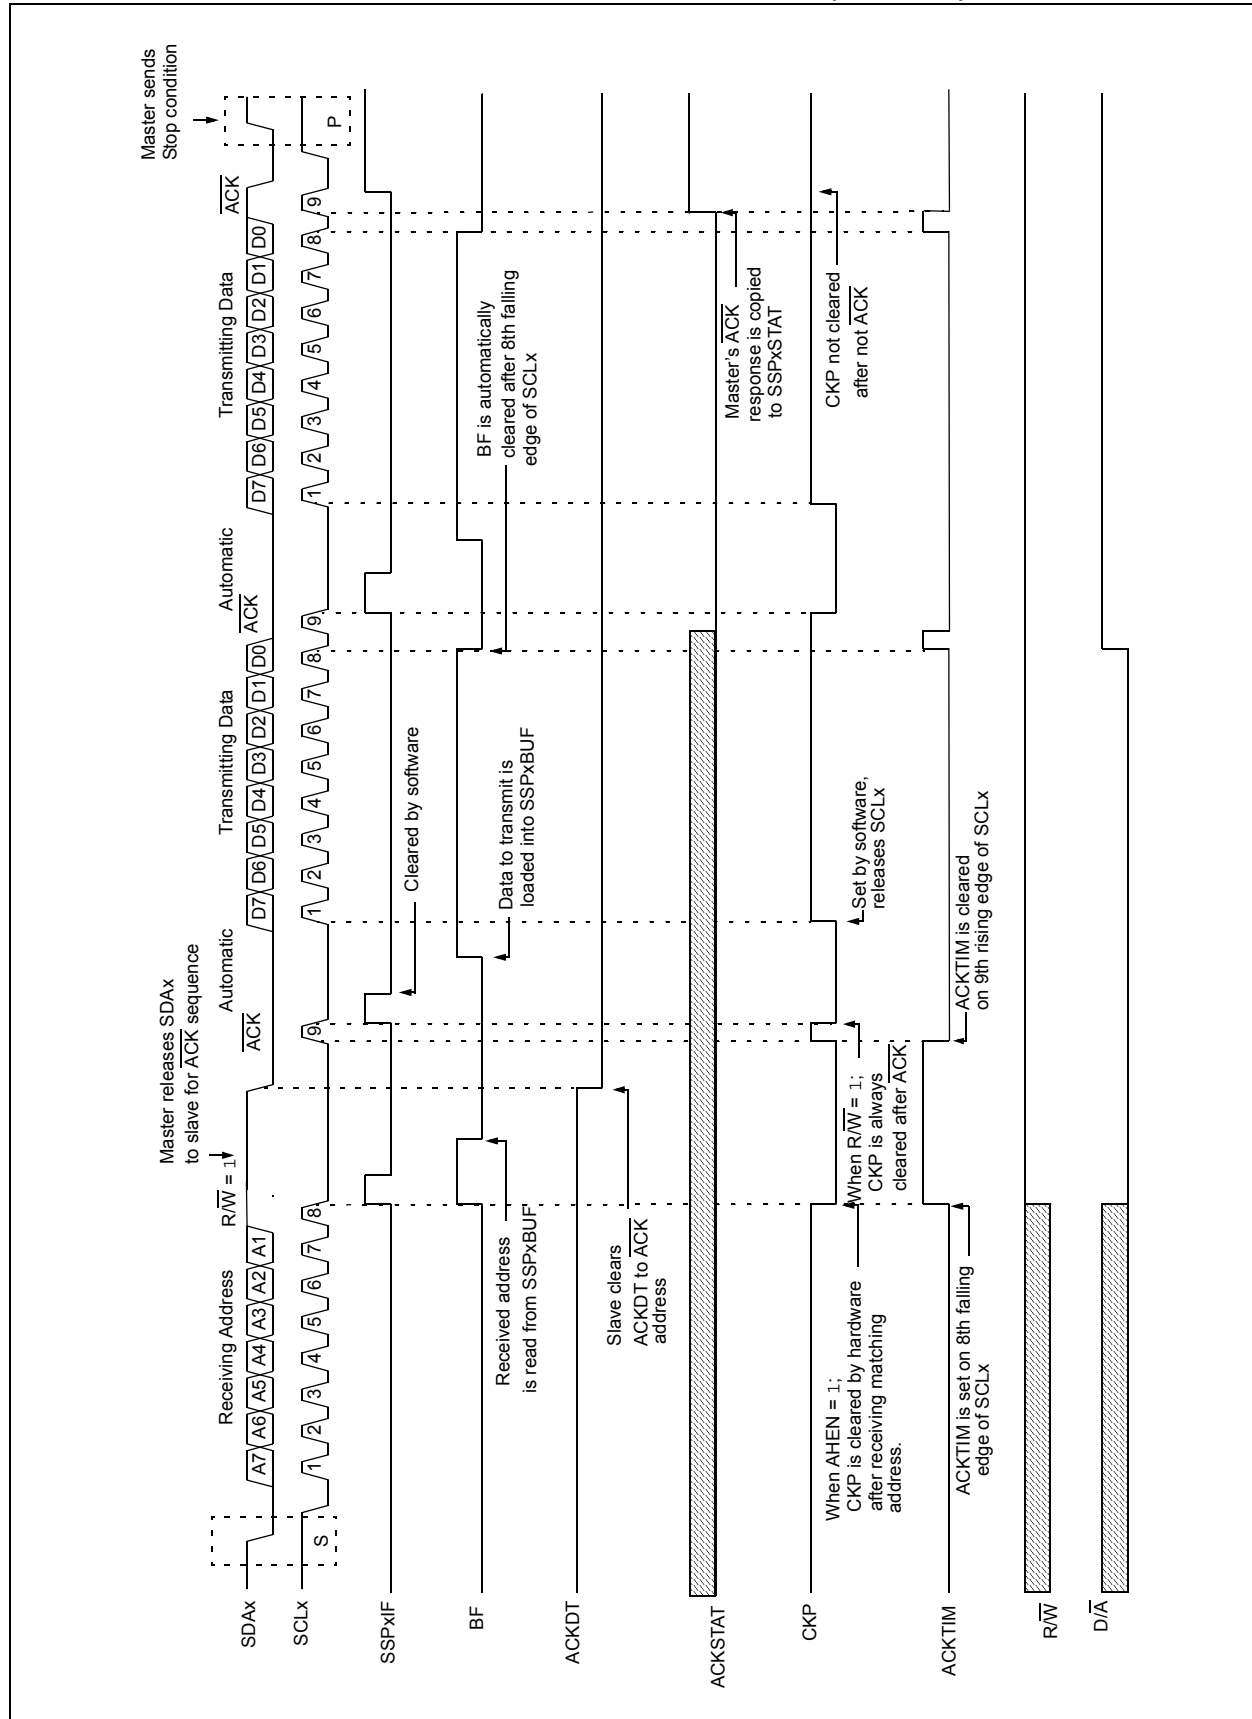 Master sends
Stop condition
Master releases SDAx
to slave for ACK sequence
Receiving Address
R/W = 1
Automatic
ACK
Transmitting Data
Automatic
ACK
Transmitting Data
ACK
SDAx
A7 A6 A5 A4 A3 A2 A1
D7 D6 D5 D4 D3 D2 D1 D0
D7 D6 D5 D4 D3 D2 D1 D0
SCLx
S
1 2 3 4 5 6 7 8 9
1 2 3 4 5 6 7 8 9
1 2 3 4 5 6 7 8 9
P
SSPxIF
Cleared by software
BF
Received address
is read from SSPxBUF
Data to transmit is
loaded into SSPxBUF
BF is automatically
cleared after 8th falling
edge of SCLx
ACKDT
Slave clears
ACKDT to ACK
address
ACKSTAT
Master's ACK
response is copied
to SSPxSTAT
CKP
When AHEN = 1;
CKP is cleared by hardware
after receiving matching
address.
When R/W = 1;
CKP is always
cleared after ACK
Set by software,
releases SCLx
CKP not cleared
after not ACK
ACKTIM
ACKTIM is set on 8th falling
edge of SCLx
ACKTIM is cleared
on 9th rising edge of SCLx
R/W
D/A